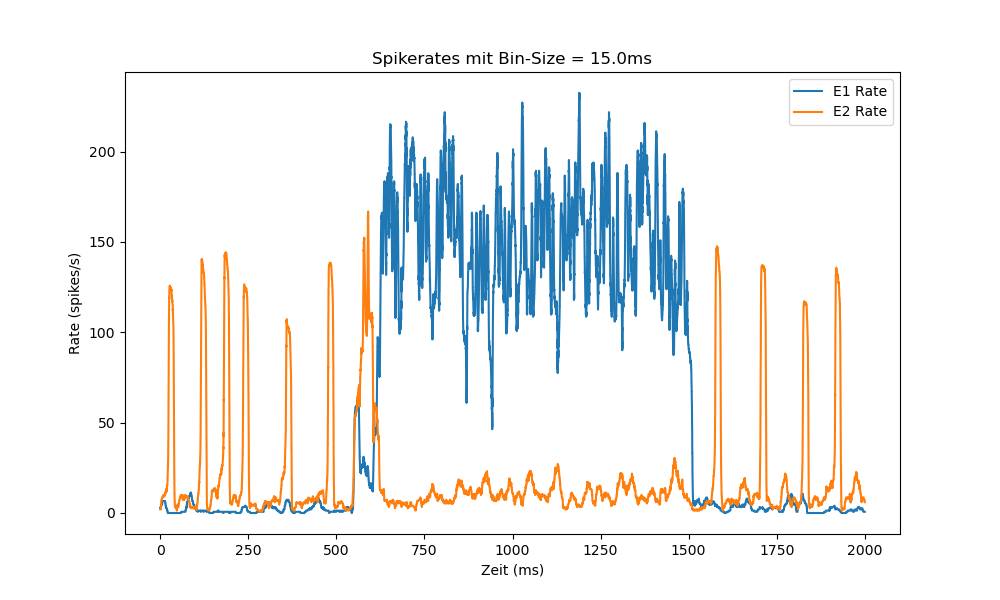 Spikerates mit Bin-Size = 15.0ms
E1 Rate
E2 Rate
Rate (spikes/s)
200
150
100
50
0
0 250 500 750 1000 1250 1500 1750 2000
Zeit (ms)